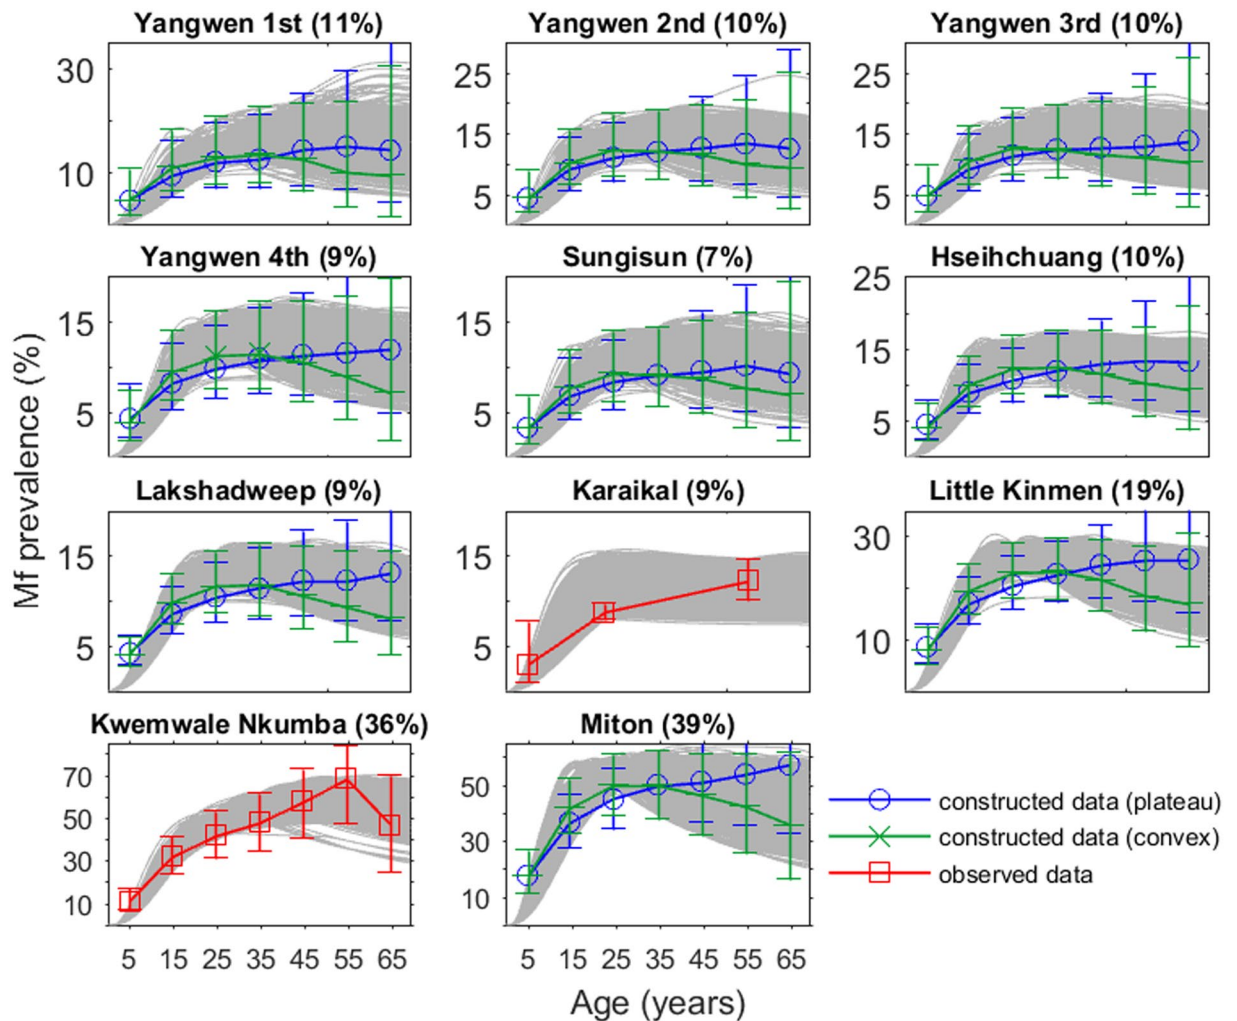 Yangwen 1st (11%)
Yangwen 2nd (10%)
Yangwen 3rd (10%)
30
10
25
15
5
25
15
5
Yangwen 4th (9%)
Sungisun (7%)
Hseihchuang (10%)
15
5
15
5
25
15
5
Lakshadweep (9%)
Karaikal (9%)
Little Kinmen (19%)
15
5
15
5
30
10
Kwemwale Nkumba (36%)
Miton (39%)
70
50
30
10
50
30
10
5 15 25 35 45 55 65
5 15 25 35 45 55 65
Mf prevalence (%)
Age (years)
constructed data (plateau)
constructed data (convex)
observed data